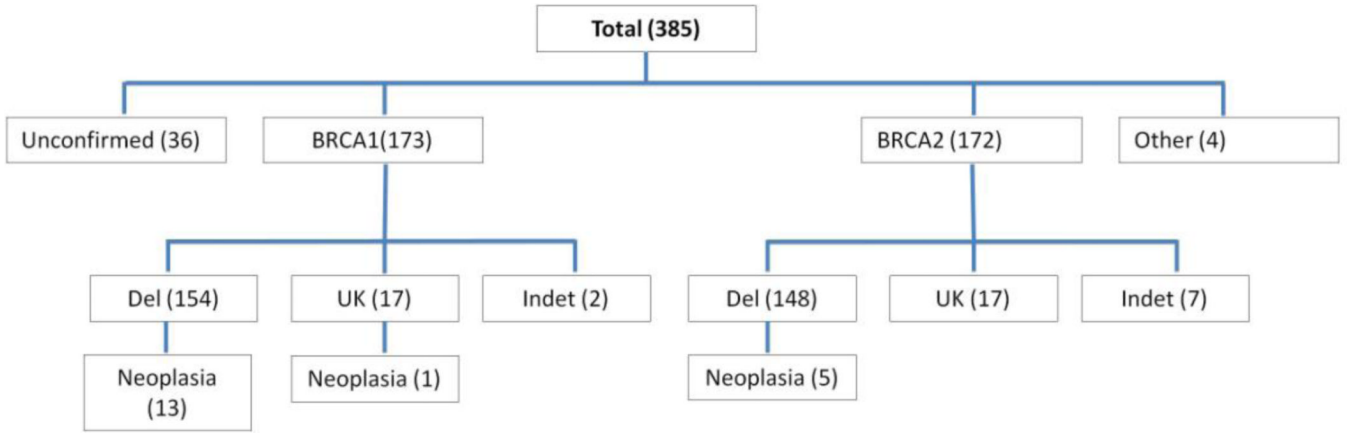 Total (385)
Unconfirmed (36)
BRCA1(173)
BRCA2 (172)
Other (4)
Del (154)
UK (17)
Indet (2)
Del (148)
UK (17)
Indet (7)
Neoplasia
(13)
Neoplasia (1)
Neoplasia (5)